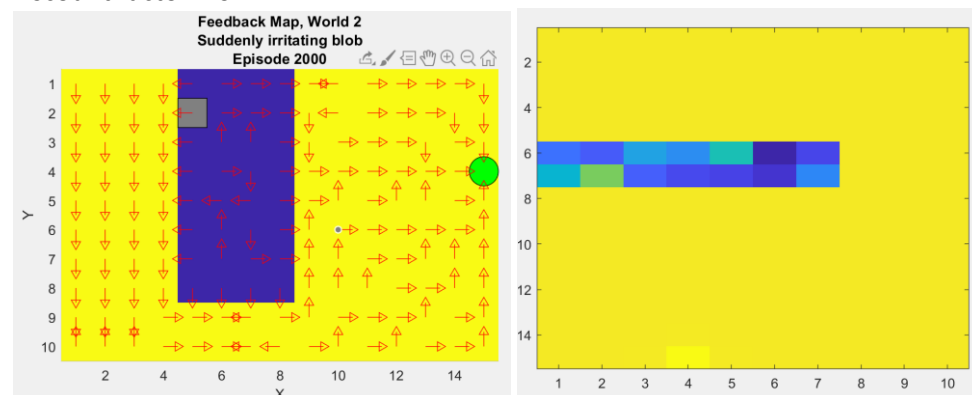 Feedback Map, World 2
Suddenly irritating blob
Episode 2000
1
2
3
4
5
6
7
8
9
10
Y
2 4 6 8 10 12 14
X
2
4
6
8
10
12
14
1 2 3 4 5 6 7 8 9 10